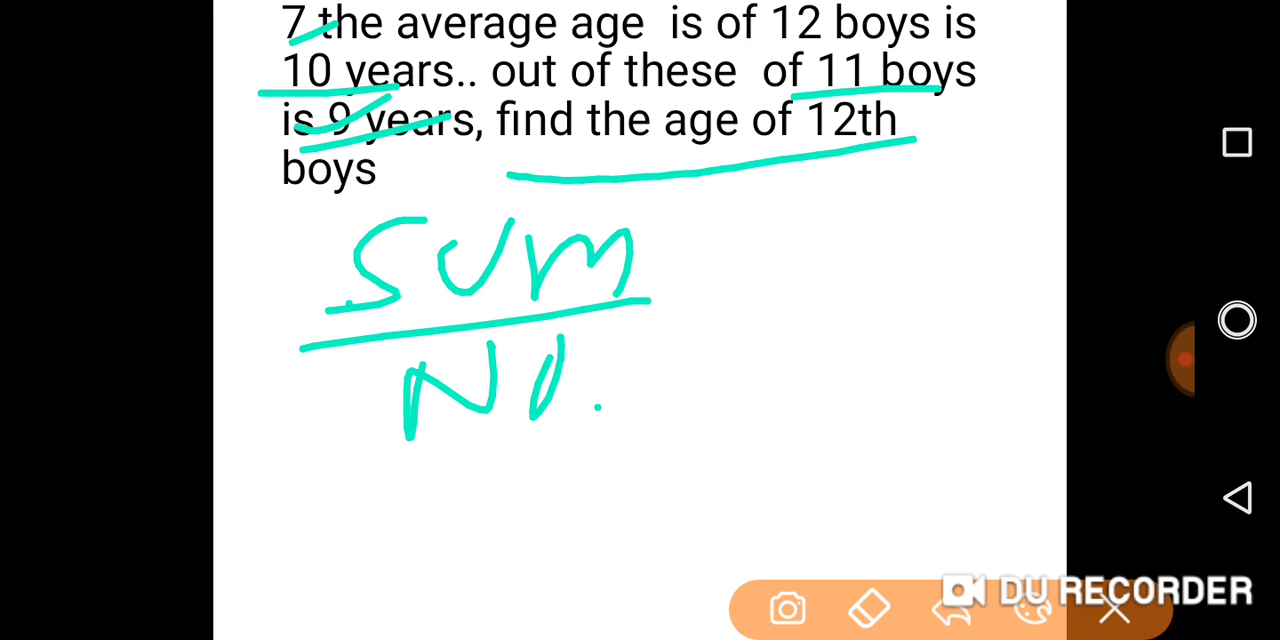 7 the average age is of 12 boys is
10 years.. out of these of 11 boys
is 9 years, find the age of 12th
boys
SUM
No.
DU RECORDER